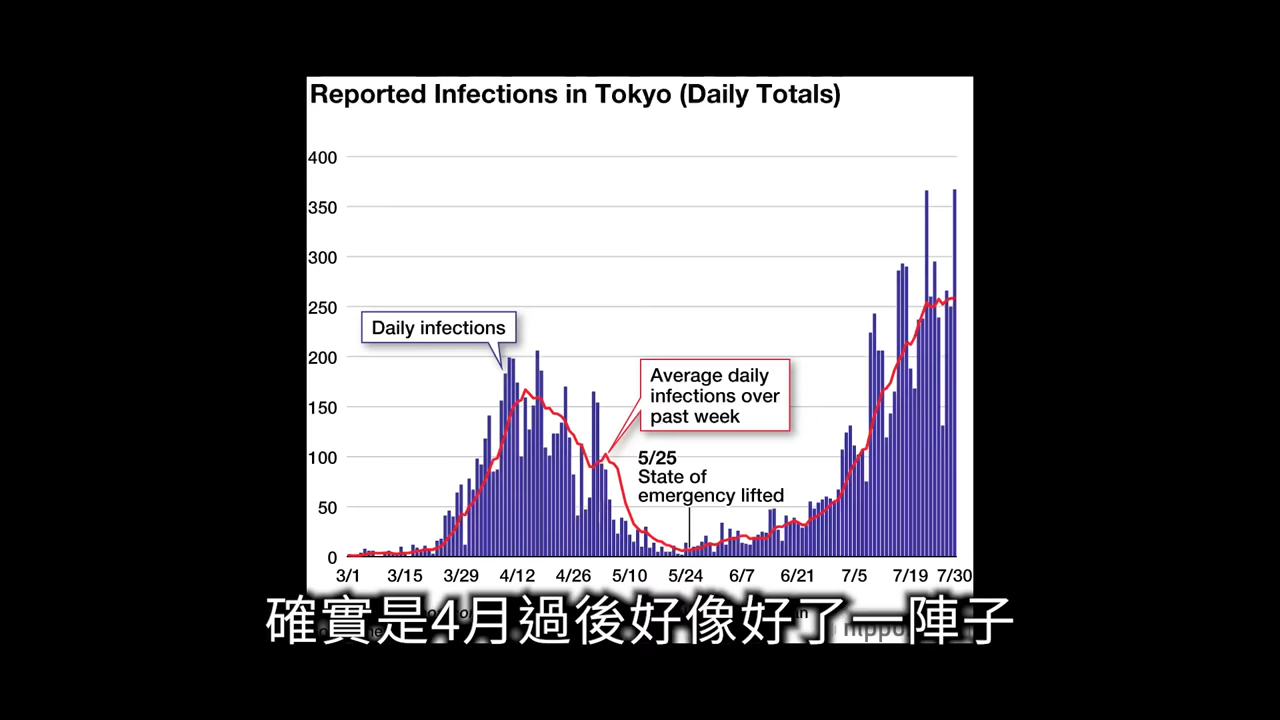 Reported Infections in Tokyo (Daily Totals)
400
350
300
250
200
150
100
50
0
Daily infections
Average daily
infections over
past week
5/25
State of
emergency lifted
3/1 3/15 3/29 4/12 4/26 5/10 5/24 6/7 6/21 7/5 7/19 7/30
確實是4月過後好像好了一陣子